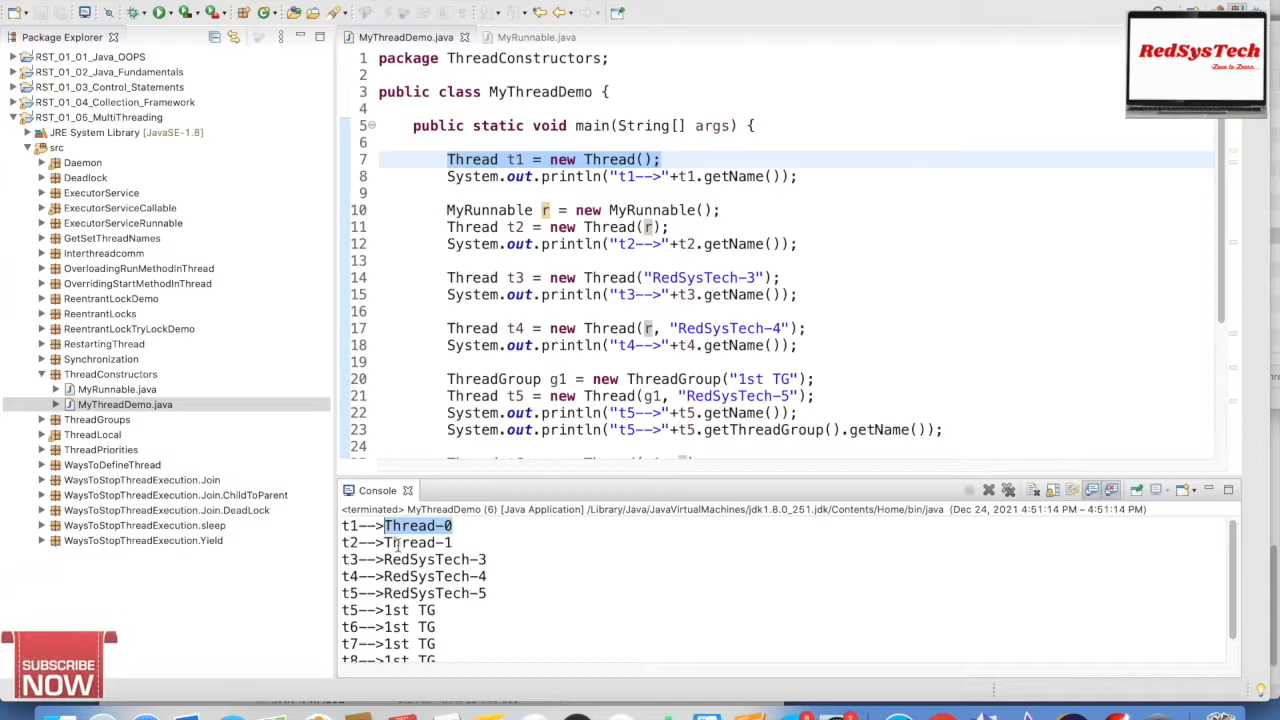 Package Explorer
RST_01_01_Java_OOPS
RST_01_02_Java_Fundamentals
RST_01_03_Control_Statements
RST_01_04_Collection_Framework
RST_01_05_MultiThreading
JRE System Library [JavaSE-1.8]
src
Daemon
Deadlock
ExecutorService
ExecutorServiceCallable
ExecutorServiceRunnable
GetSetThreadNames
Interthreadcomm
OverloadingRunMethodInThread
OverridingStartMethodInThread
ReentrantLockDemo
ReentrantLocks
ReentrantLockTryLockDemo
RestartingThread
Synchronization
ThreadConstructors
MyRunnable.java
MyThreadDemo.java
ThreadGroups
ThreadLocal
ThreadPriorities
WaysToDefineThread
WaysToStopThreadExecution.Join
WaysToStopThreadExecution.Join.ChildToParent
WaysToStopThreadExecution.Join.DeadLock
WaysToStopThreadExecution.sleep
WaysToStopThreadExecution.Yield
SUBSCRIBE
NOW
MyThreadDemo.java MyRunnable.java
1 package ThreadConstructors;
2
3 public class MyThreadDemo {
4
5 public static void main(String[] args) {
6
7 Thread t1 = new Thread();
8 System.out.println("t1-->"+t1.getName());
9
10 MyRunnable r = new MyRunnable();
11 Thread t2 = new Thread(r);
12 System.out.println("t2-->"+t2.getName());
13
14 Thread t3 = new Thread("RedSysTech-3");
15 System.out.println("t3-->"+t3.getName());
16
17 Thread t4 = new Thread(r, "RedSysTech-4");
18 System.out.println("t4-->"+t4.getName());
19
20 ThreadGroup g1 = new ThreadGroup("1st TG");
21 Thread t5 = new Thread(g1, "RedSysTech-5");
22 System.out.println("t5-->"+t5.getName());
23 System.out.println("t5-->"+t5.getThreadGroup().getName());
24
RedSysTech
-Love to Learn...
Console
<terminated> MyThreadDemo (6) [Java Application] /Library/Java/JavaVirtualMachines/jdk1.8.0_251.jdk/Contents/Home/bin/java (Dec 24, 2021 4:51:14 PM – 4:51:14 PM)
t1-->Thread-0
t2-->Thread-1
t3-->RedSysTech-3
t4-->RedSysTech-4
t5-->RedSysTech-5
t5-->1st TG
t6-->1st TG
t7-->1st TG
t8-->1st TG